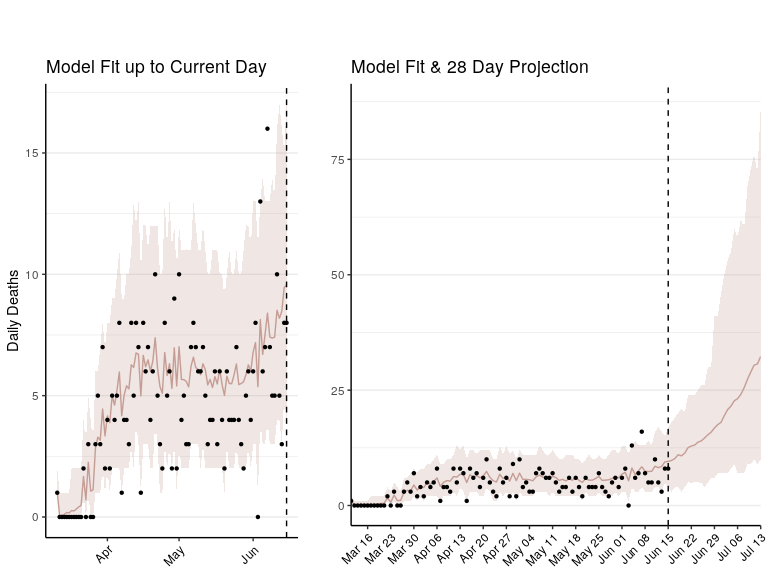 Model Fit up to Current Day
Daily Deaths
15
10
5
0
Apr
May
Jun
Model Fit & 28 Day Projection
75
50
25
0
Mar 16
Mar 23
Mar 30
Apr 06
Apr 13
Apr 20
Apr 27
May 04
May 11
May 18
May 25
Jun 01
Jun 08
Jun 15
Jun 22
Jun 29
Jul 06
Jul 13